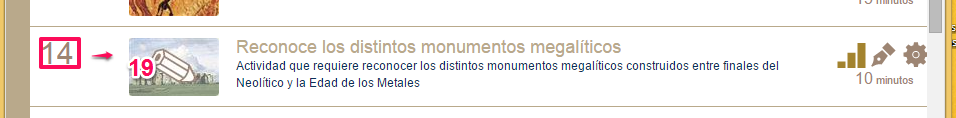 minutos
14
19
Reconoce los distintos monumentos megalíticos
Actividad que requiere reconocer los distintos monumentos megalíticos construidos entre finales del
Neolítico y la Edad de los Metales
10 minutos